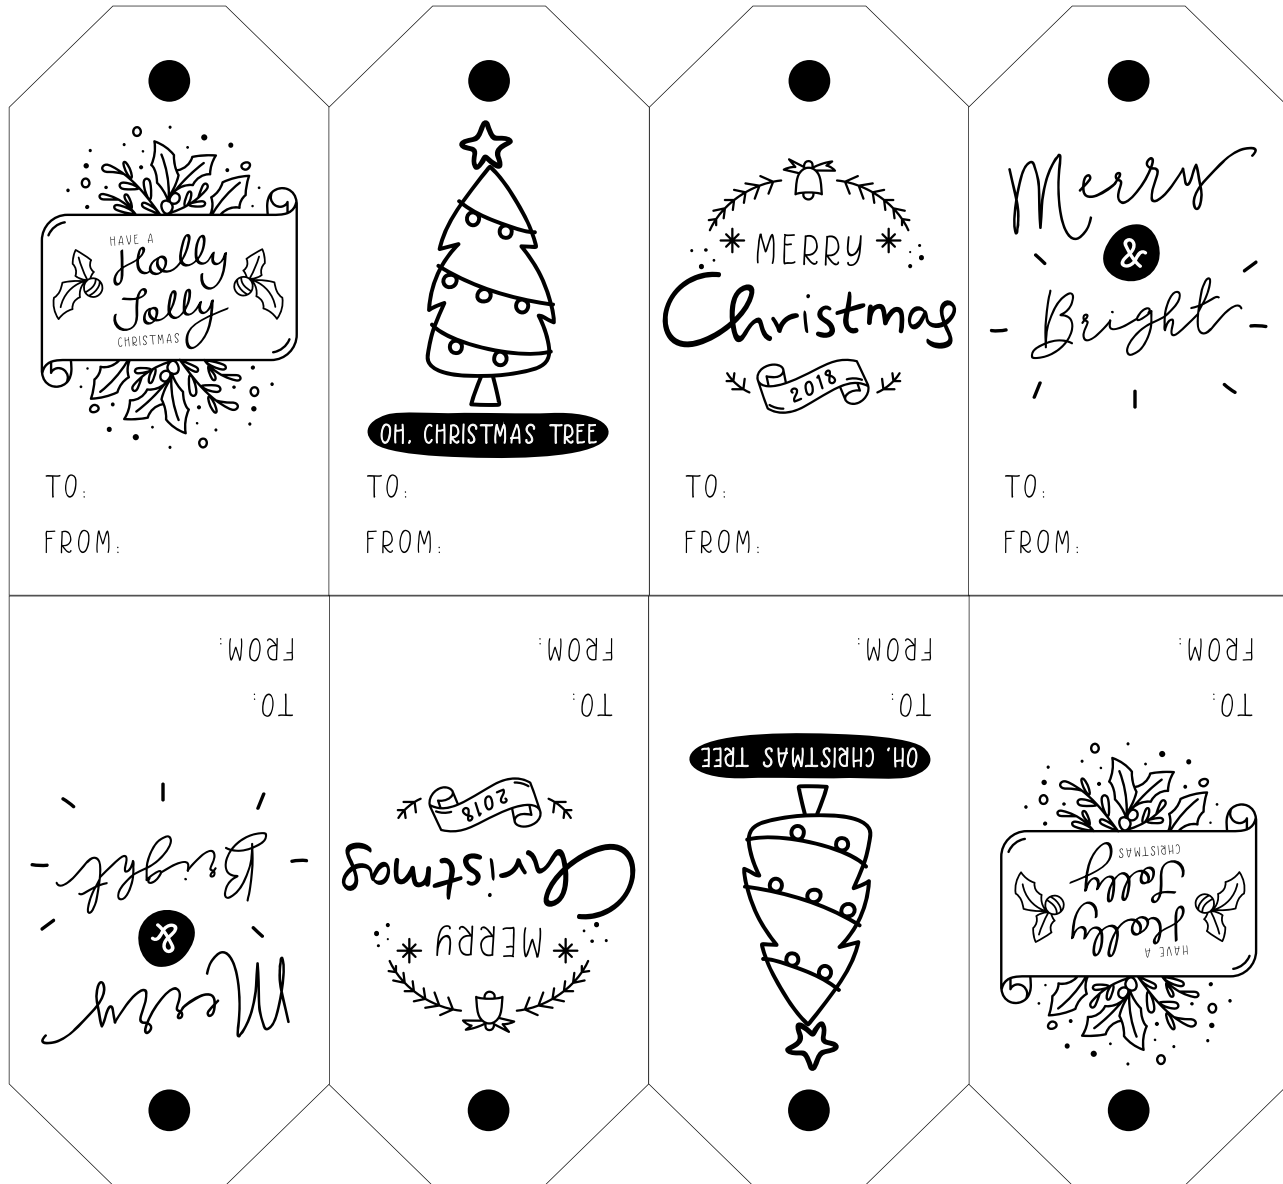 HAVE A
Holly
Jolly
CHRISTMAS
TO:
FROM:
OH, CHRISTMAS TREE
TO:
FROM:
MERRY
Christmas
2018
TO:
FROM:
Merry
&
Bright
TO:
FROM:
Merry
&
Bright
TO:
FROM:
MERRY
Christmas
2018
TO:
FROM:
OH, CHRISTMAS TREE
TO:
FROM:
HAVE A
Holly
Jolly
CHRISTMAS
TO:
FROM: